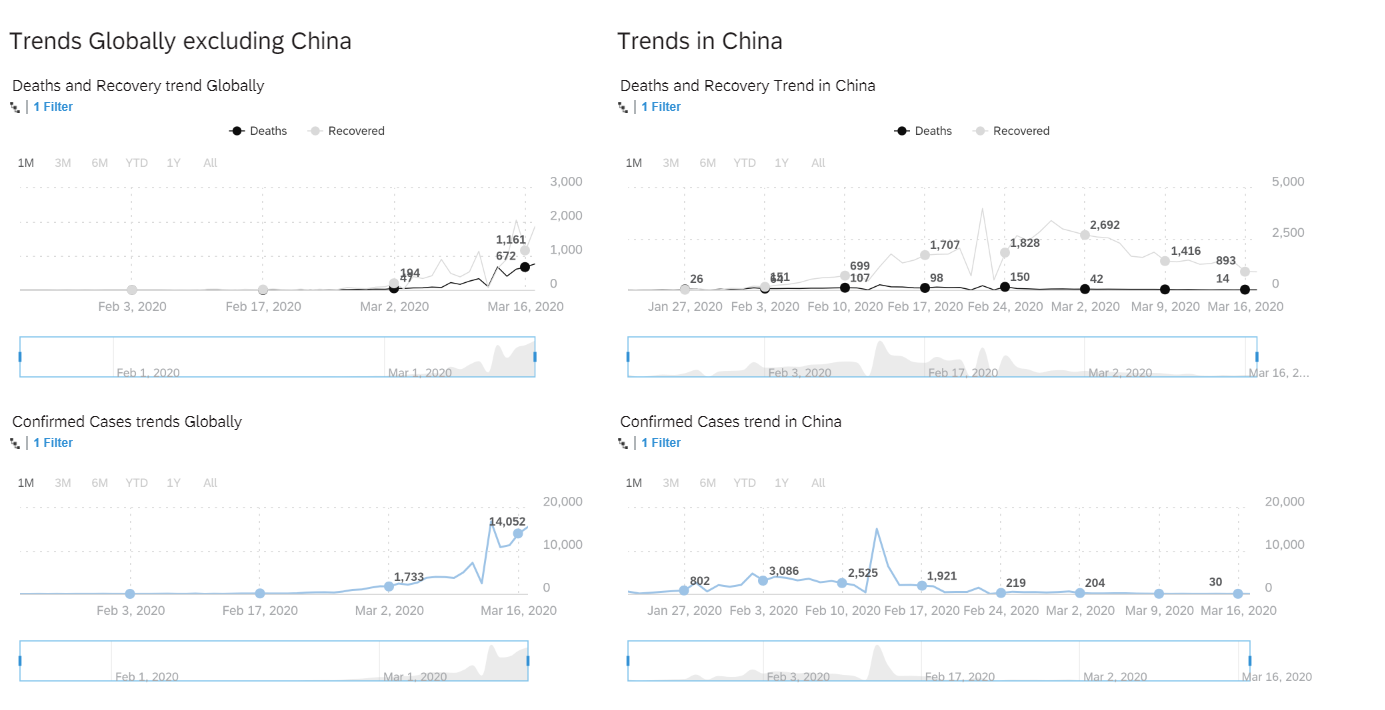 Trends Globally excluding China
Deaths and Recovery trend Globally
1 Filter
Deaths Recovered
1M 3M 6M YTD 1Y All
3,000
2,000
1,000
0
194
47
1,161
672
Feb 3, 2020 Feb 17, 2020 Mar 2, 2020 Mar 16, 2020
Feb 1, 2020 Mar 1, 2020
Confirmed Cases trends Globally
1 Filter
1M 3M 6M YTD 1Y All
20,000
10,000
0
1,733
14,052
Feb 3, 2020 Feb 17, 2020 Mar 2, 2020 Mar 16, 2020
Feb 1, 2020 Mar 1, 2020
Trends in China
Deaths and Recovery Trend in China
1 Filter
Deaths Recovered
1M 3M 6M YTD 1Y All
5,000
2,500
0
26
151
64
699
107
1,707
98
1,828
150
2,692
42
1,416
893
14
Jan 27, 2020 Feb 3, 2020 Feb 10, 2020 Feb 17, 2020 Feb 24, 2020 Mar 2, 2020 Mar 9, 2020 Mar 16, 2020
Feb 3, 2020 Feb 17, 2020 Mar 2, 2020 Mar 16, 2...
Confirmed Cases trend in China
1 Filter
1M 3M 6M YTD 1Y All
20,000
10,000
0
802 3,086 2,525 1,921 219 204 30
Jan 27, 2020 Feb 3, 2020 Feb 10, 2020 Feb 17, 2020 Feb 24, 2020 Mar 2, 2020 Mar 9, 2020 Mar 16, 2020
Feb 3, 2020 Feb 17, 2020 Mar 2, 2020 Mar 16, 2020